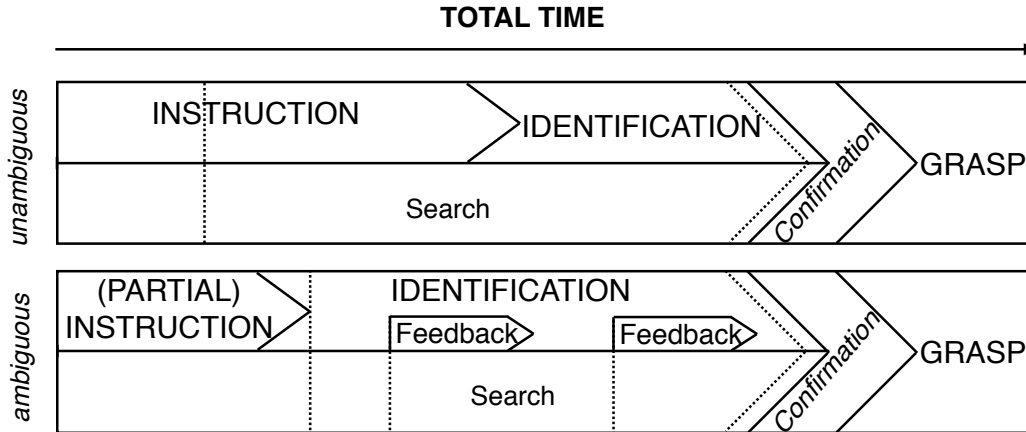 TOTAL TIME
unambiguous
INSTRUCTION
IDENTIFICATION
Search
Confirmation
GRASP
ambiguous
(PARTIAL)
INSTRUCTION
IDENTIFICATION
Feedback
Feedback
Search
Confirmation
GRASP